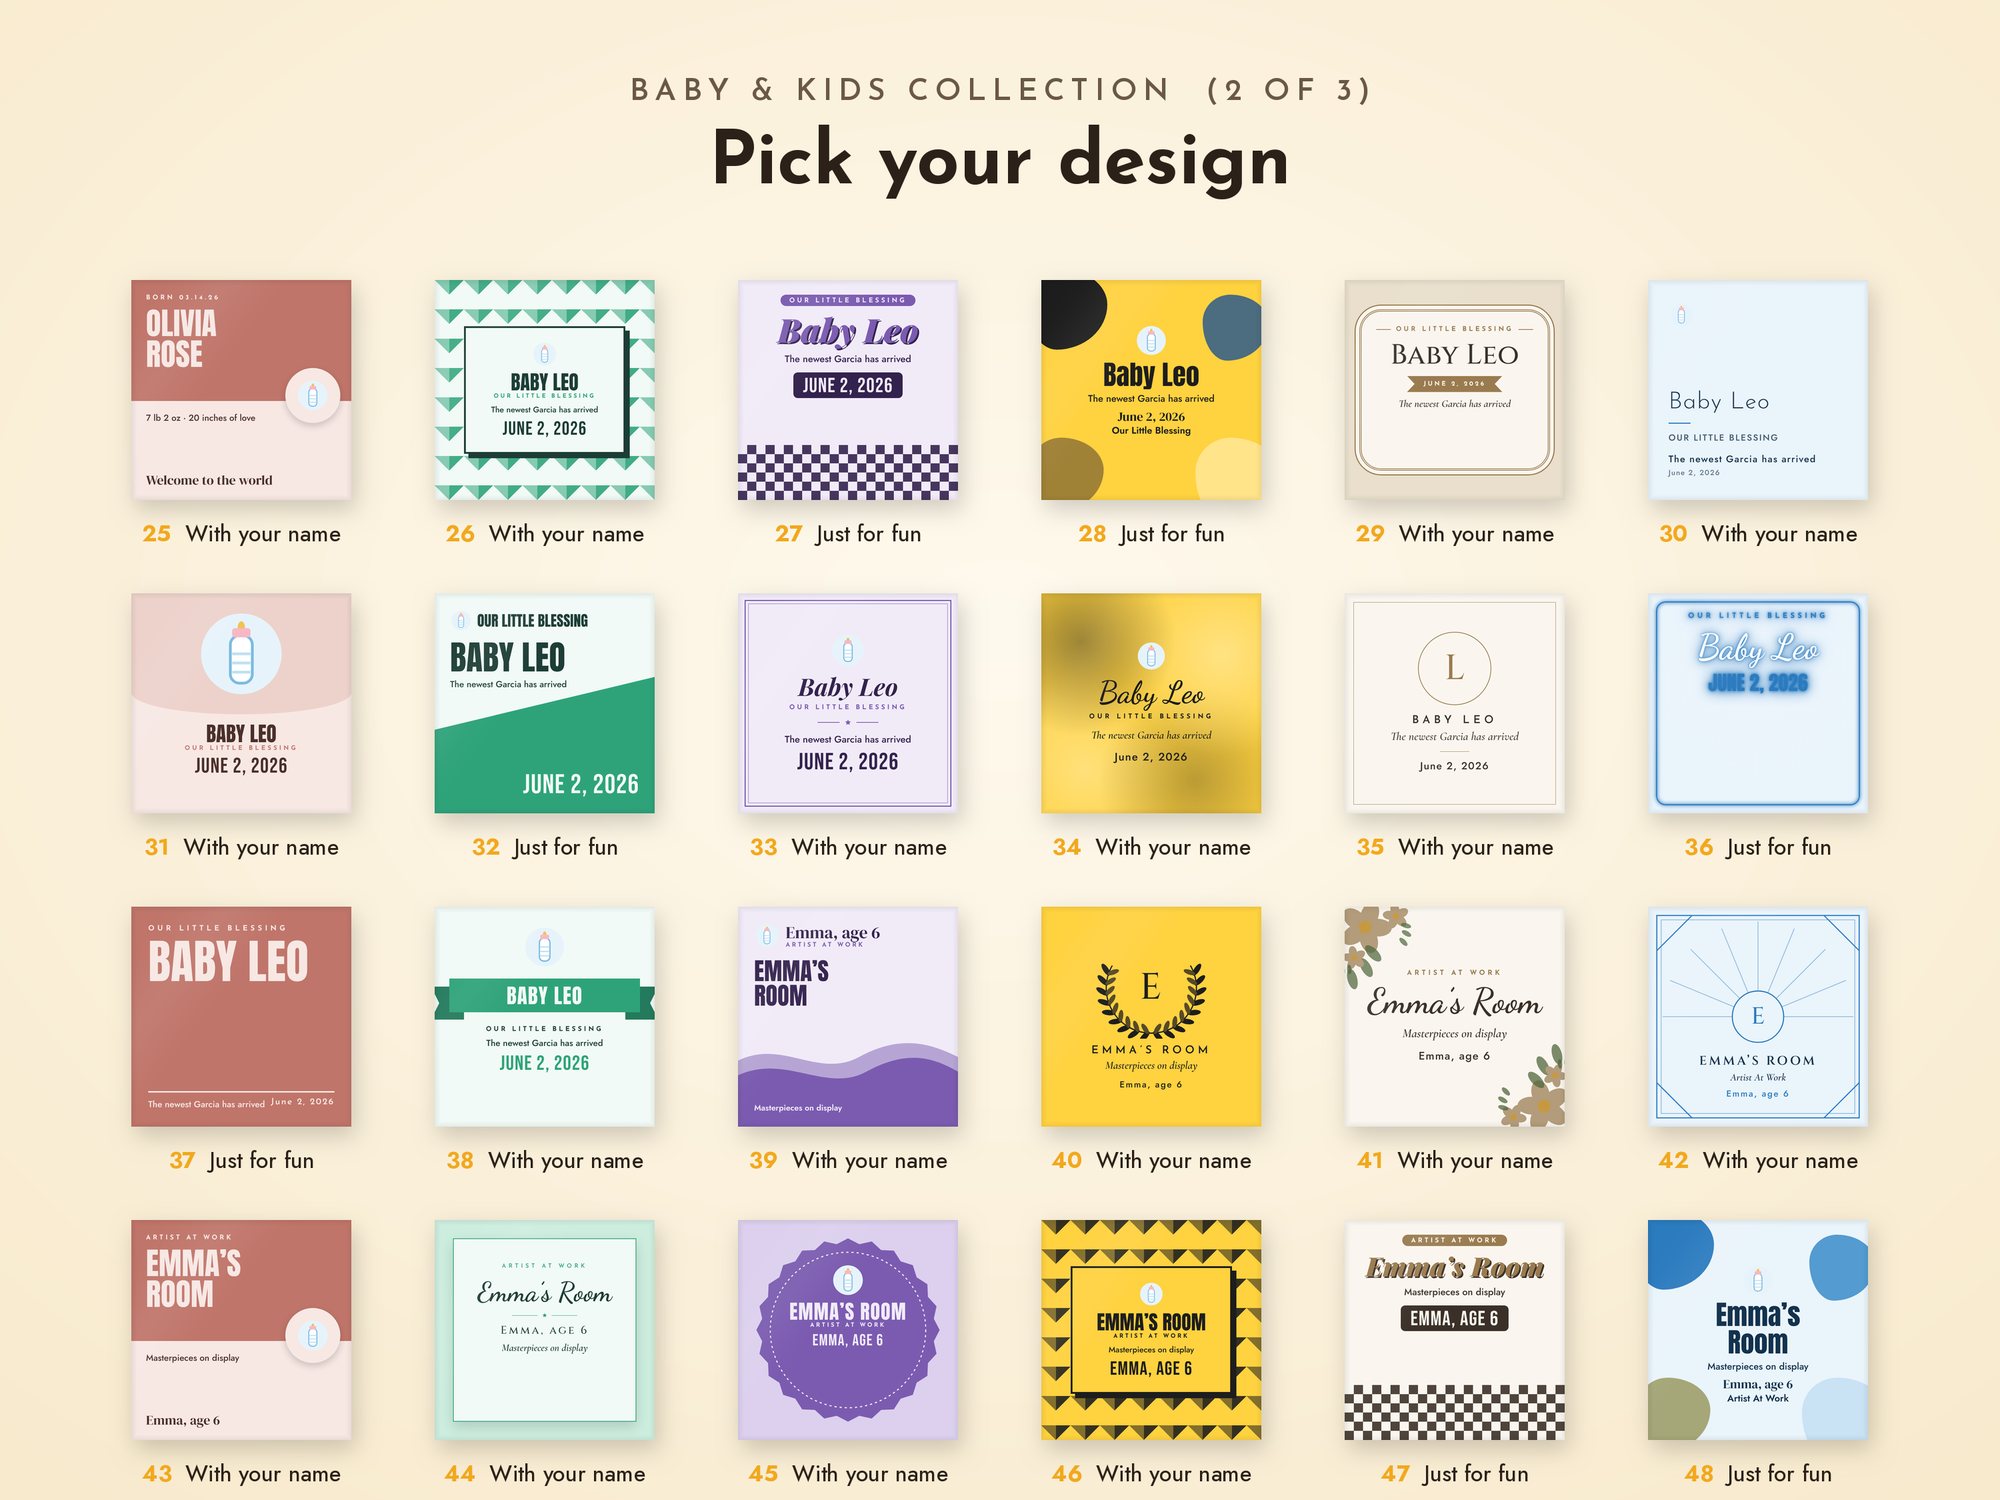 BABY & KIDS COLLECTION (2 OF 3)
Pick your design
BORN 03.14.26
OLIVIA
ROSE
7 lb 2 oz · 20 inches of love
Welcome to the world
25 With your name
BABY LEO
OUR LITTLE BLESSING
The newest Garcia has arrived
JUNE 2, 2026
26 With your name
OUR LITTLE BLESSING
Baby Leo
The newest Garcia has arrived
JUNE 2, 2026
27 Just for fun
Baby Leo
The newest Garcia has arrived
June 2, 2026
Our Little Blessing
28 Just for fun
OUR LITTLE BLESSING
BABY LEO
JUNE 2, 2026
The newest Garcia has arrived
29 With your name
Baby Leo
OUR LITTLE BLESSING
The newest Garcia has arrived
June 2, 2026
30 With your name
BABY LEO
OUR LITTLE BLESSING
JUNE 2, 2026
31 With your name
OUR LITTLE BLESSING
BABY LEO
The newest Garcia has arrived
JUNE 2, 2026
32 Just for fun
Baby Leo
OUR LITTLE BLESSING
The newest Garcia has arrived
JUNE 2, 2026
33 With your name
Baby Leo
OUR LITTLE BLESSING
The newest Garcia has arrived
June 2, 2026
34 With your name
L
BABY LEO
The newest Garcia has arrived
June 2, 2026
35 With your name
OUR LITTLE BLESSING
Baby Leo
JUNE 2, 2026
36 Just for fun
OUR LITTLE BLESSING
BABY LEO
The newest Garcia has arrived June 2, 2026
37 Just for fun
BABY LEO
OUR LITTLE BLESSING
The newest Garcia has arrived
JUNE 2, 2026
38 With your name
Emma, age 6
ARTIST AT WORK
EMMA'S
ROOM
Masterpieces on display
39 With your name
E
EMMA'S ROOM
Masterpieces on display
Emma, age 6
40 With your name
ARTIST AT WORK
Emma's Room
Masterpieces on display
Emma, age 6
41 With your name
E
EMMA'S ROOM
Artist At Work
Emma, age 6
42 With your name
ARTIST AT WORK
EMMA'S
ROOM
Masterpieces on display
Emma, age 6
43 With your name
ARTIST AT WORK
Emma's Room
EMMA, AGE 6
Masterpieces on display
44 With your name
EMMA'S ROOM
ARTIST AT WORK
EMMA, AGE 6
45 With your name
EMMA'S ROOM
ARTIST AT WORK
Masterpieces on display
EMMA, AGE 6
46 With your name
ARTIST AT WORK
Emma's Room
Masterpieces on display
EMMA, AGE 6
47 Just for fun
Emma's
Room
Masterpieces on display
Emma, age 6
Artist At Work
48 Just for fun